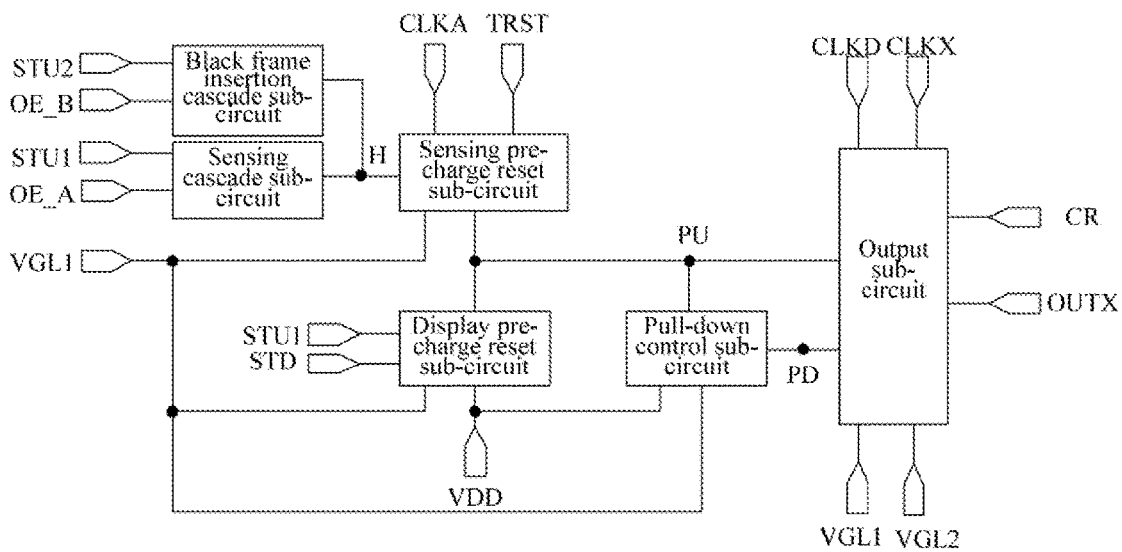 CLKA
TRST
CLKD
CLKX
STU2
OE_B
Black frame
insertion
cascade sub-
circuit
STU1
OE_A
Sensing
cascade sub-
circuit
H
Sensing pre-
charge reset
sub-circuit
VGL1
PU
Output
sub-
circuit
CR
OUTX
STU1
STD
Display pre-
charge reset
sub-circuit
Pull-down
control sub-
circuit
PD
VDD
VGL1
VGL2